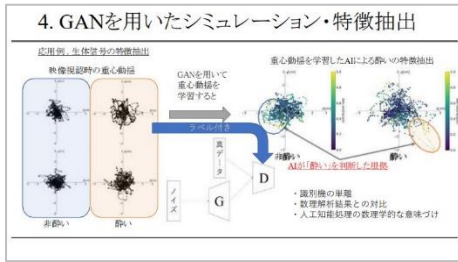 4. GANを用いたシミュレーション・特徴抽出
応用例:生体信号の特徴抽出
映像視認時の重心動揺
非酔い
酔い
GANを用いて
重心動揺を
学習すると
ラベル付き
真データ
ノイズ
G
D
重心動揺を学習したAIによる酔いの特徴抽出
非酔い
酔い
AIが「酔い」を判断した根拠
・識別機の単離
・数理解析結果との対比
・人工知能処理の数理学的な意味づけ